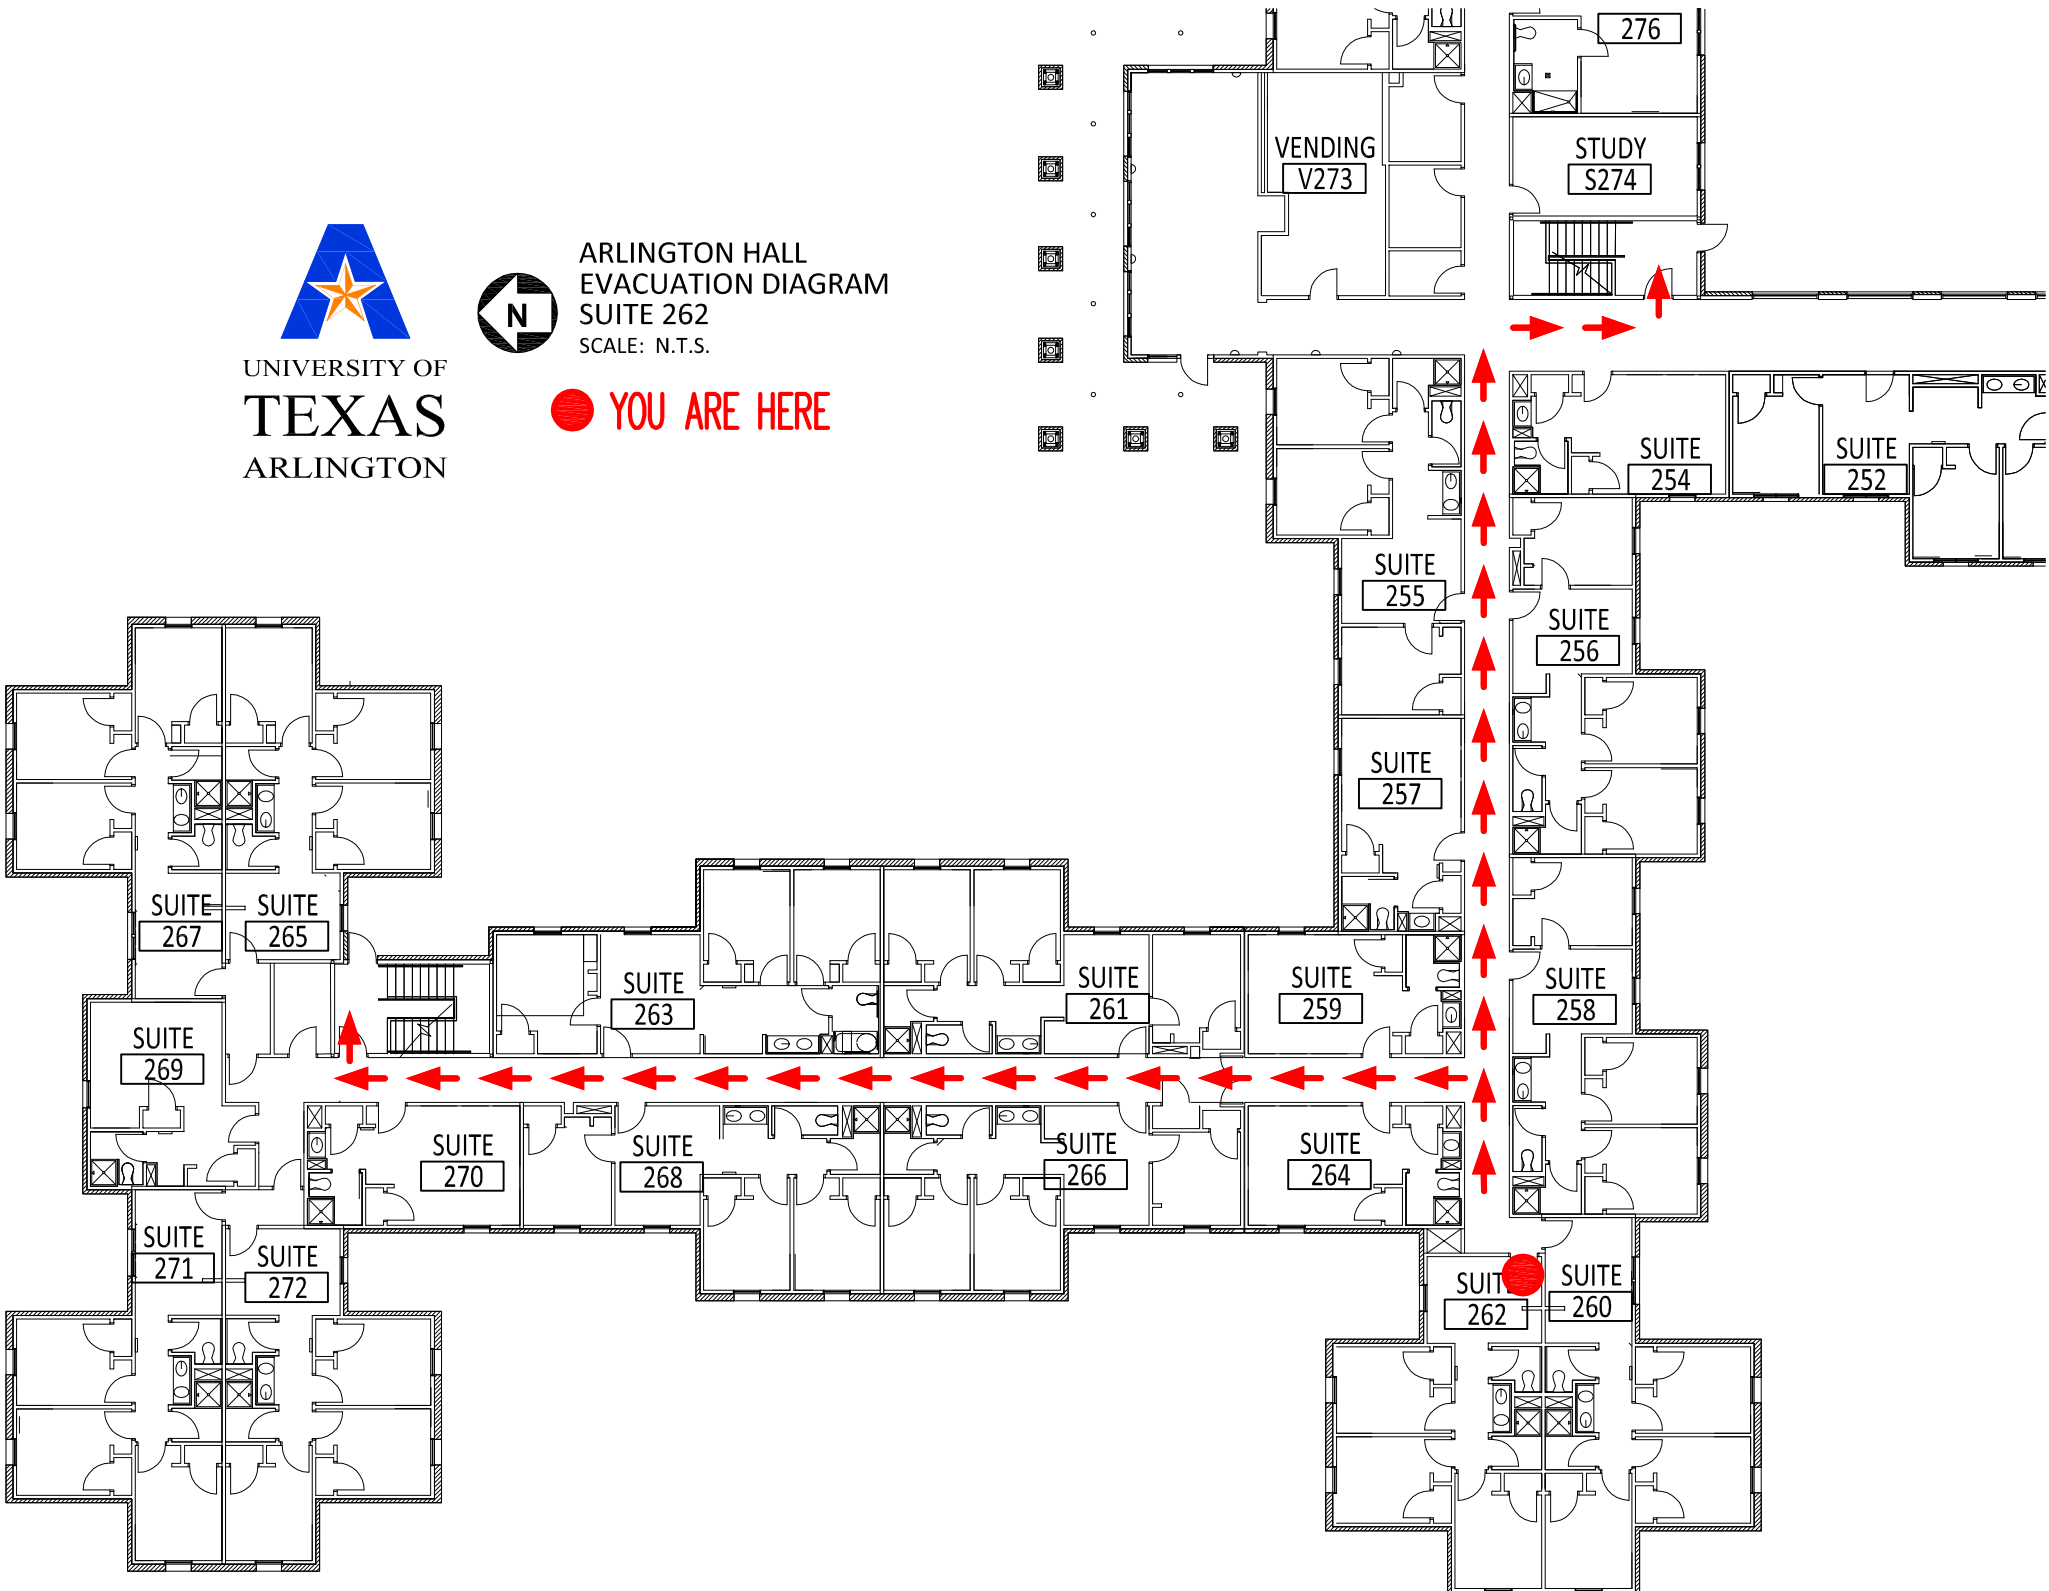 276
VENDING
V273
STUDY
S274
UNIVERSITY OF
TEXAS
ARLINGTON
N
ARLINGTON HALL
EVACUATION DIAGRAM
SUITE 262
SCALE: N.T.S.
YOU ARE HERE
SUITE
254
SUITE
252
SUITE
255
SUITE
256
SUITE
257
SUITE
267
SUITE
265
SUITE
263
SUITE
261
SUITE
259
SUITE
258
SUITE
269
SUITE
270
SUITE
268
SUITE
266
SUITE
264
SUITE
271
SUITE
272
SUITE
262
SUITE
260